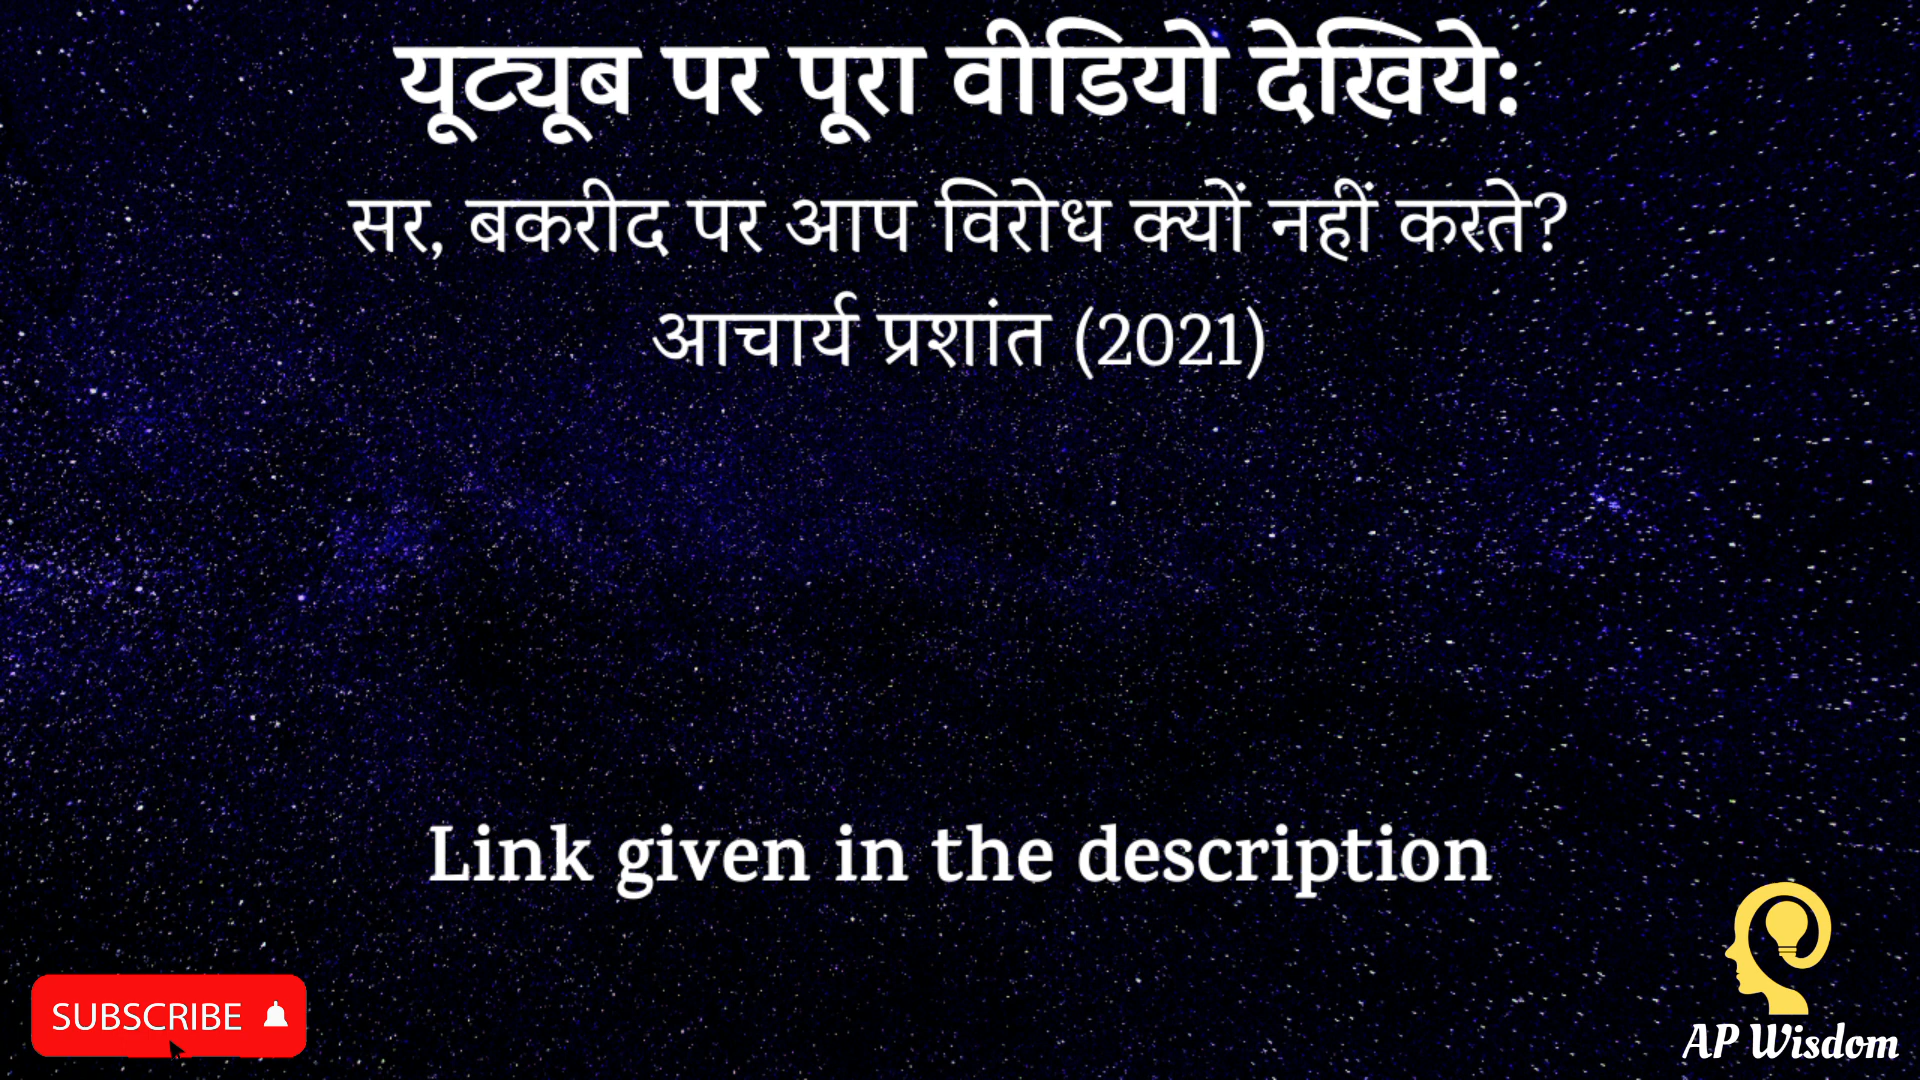 यूट्यूब पर पूरा वीडियो देखिये:
सर, बकरीद पर आप विरोध क्यों नहीं करते?
आचार्य प्रशांत (2021)
Link given in the description
SUBSCRIBE
AP Wisdom